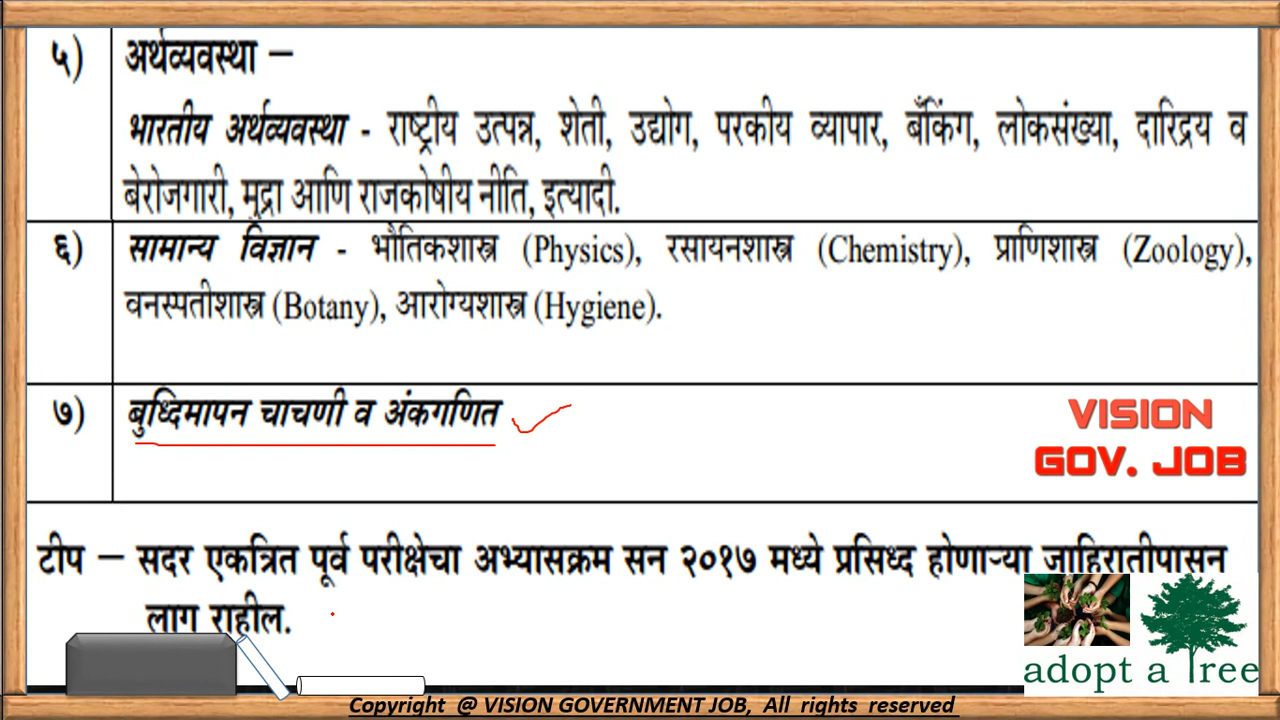 ५) अर्थव्यवस्था –
भारतीय अर्थव्यवस्था - राष्ट्रीय उत्पन्न, शेती, उद्योग, परकीय व्यापार, बँकिंग, लोकसंख्या, दारिद्रय व
बेरोजगारी, मुद्रा आणि राजकोषीय नीति, इत्यादी.
६) सामान्य विज्ञान - भौतिकशास्त्र (Physics), रसायनशास्त्र (Chemistry), प्राणिशास्त्र (Zoology),
वनस्पतीशास्त्र (Botany), आरोग्यशास्त्र (Hygiene).
७) बुध्दिमापन चाचणी व अंकगणित
VISION
GOV. JOB
टीप – सदर एकत्रित पूर्व परीक्षेचा अभ्यासक्रम सन २०१७ मध्ये प्रसिध्द होणाऱ्या जाहिरातीपासन
लाग राहील.
adopt a Tree
Copyright @ VISION GOVERNMENT JOB, All rights reserved